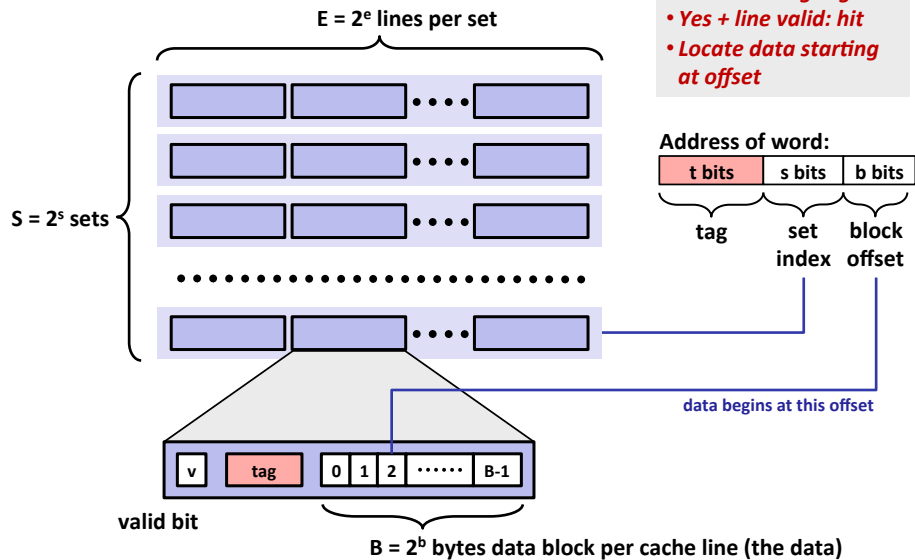 E = 2ᵉ lines per set
• Yes + line valid: hit
• Locate data starting
at offset
Address of word:
t bits s bits b bits
S = 2ˢ sets
tag set block
index offset
data begins at this offset
v tag 0 1 2 B-1
valid bit
B = 2ᵇ bytes data block per cache line (the data)